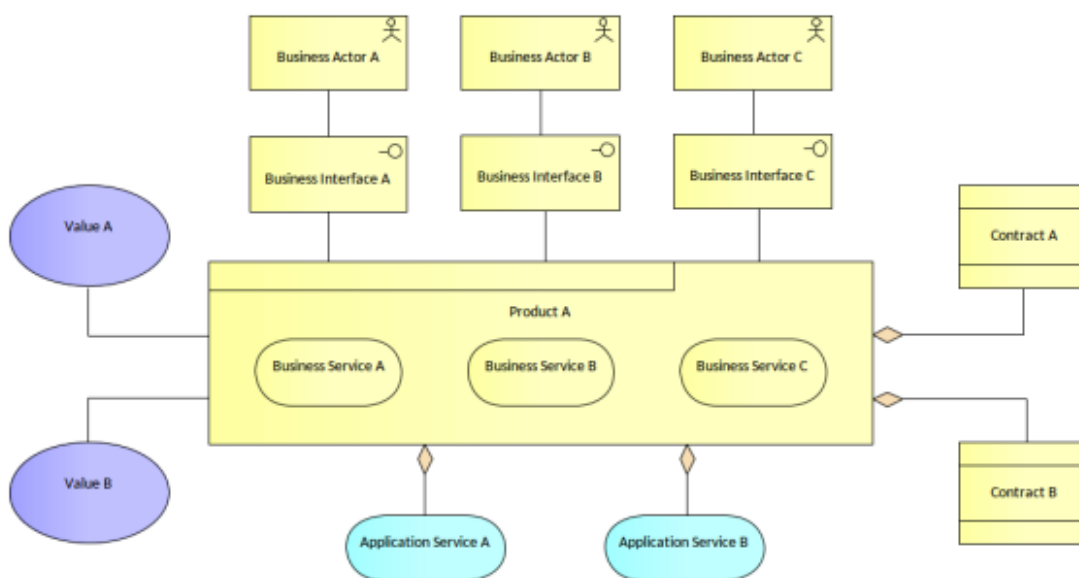 Business Actor A
Business Actor B
Business Actor C
Business Interface A
Business Interface B
Business Interface C
Value A
Contract A
Product A
Business Service A
Business Service B
Business Service C
Value B
Contract B
Application Service A
Application Service B